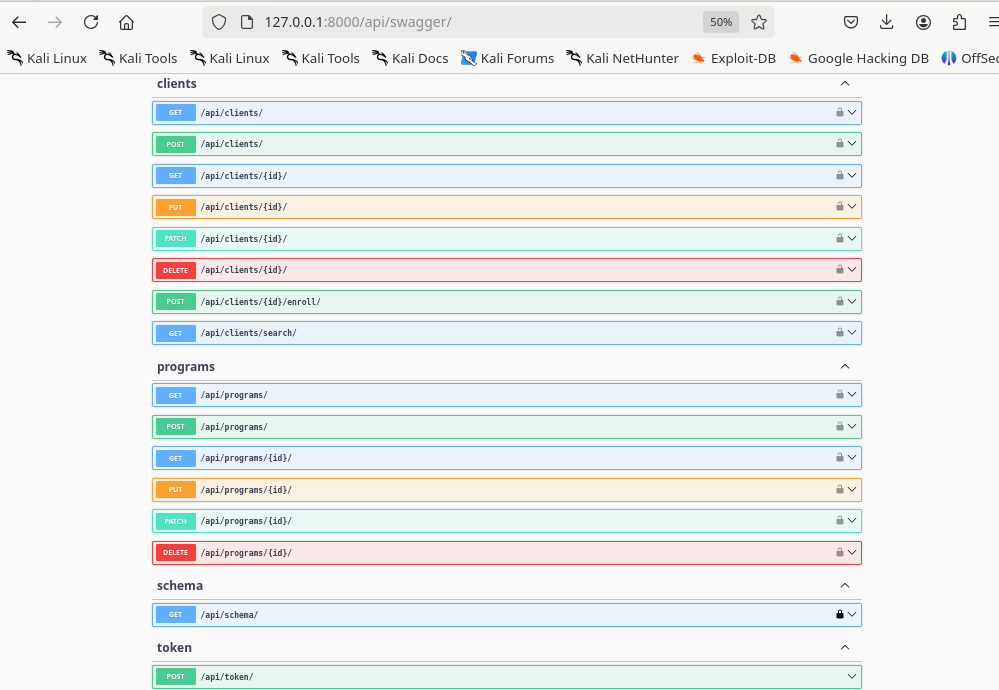 127.0.0.1:8000/api/swagger/ 50%
Kali Linux Kali Tools Kali Linux Kali Tools Kali Docs Kali Forums Kali NetHunter Exploit-DB Google Hacking DB OffSec
clients
GET /api/clients/
POST /api/clients/
GET /api/clients/{id}/
PUT /api/clients/{id}/
PATCH /api/clients/{id}/
DELETE /api/clients/{id}/
POST /api/clients/{id}/enroll/
GET /api/clients/search/
programs
GET /api/programs/
POST /api/programs/
GET /api/programs/{id}/
PUT /api/programs/{id}/
PATCH /api/programs/{id}/
DELETE /api/programs/{id}/
schema
GET /api/schema/
token
POST /api/token/